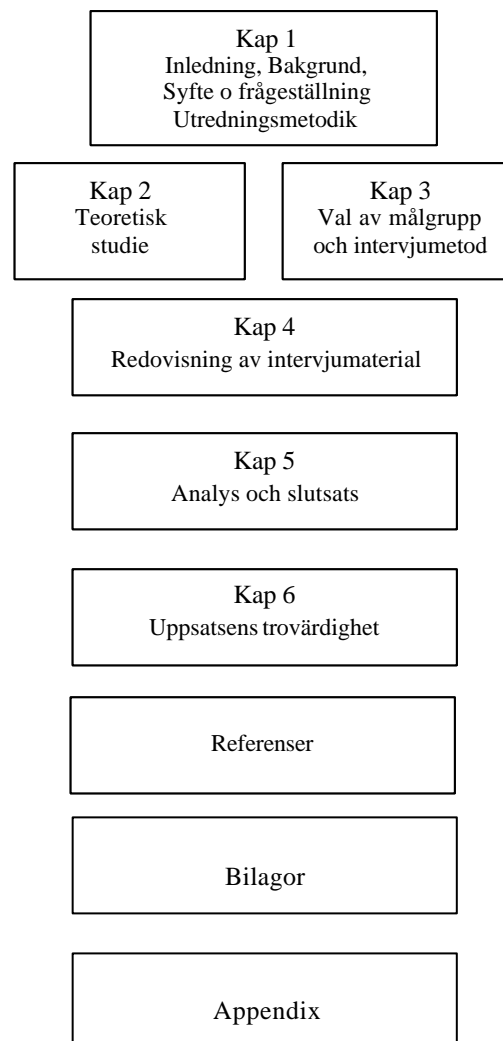 Kap 1
Inledning, Bakgrund,
Syfte o frågeställning
Utredningsmetodik
Kap 2
Teoretisk
studie
Kap 3
Val av målgrupp
och intervjumetod
Kap 4
Redovisning av intervjumaterial
Kap 5
Analys och slutsats
Kap 6
Uppsatsens trovärdighet
Referenser
Bilagor
Appendix